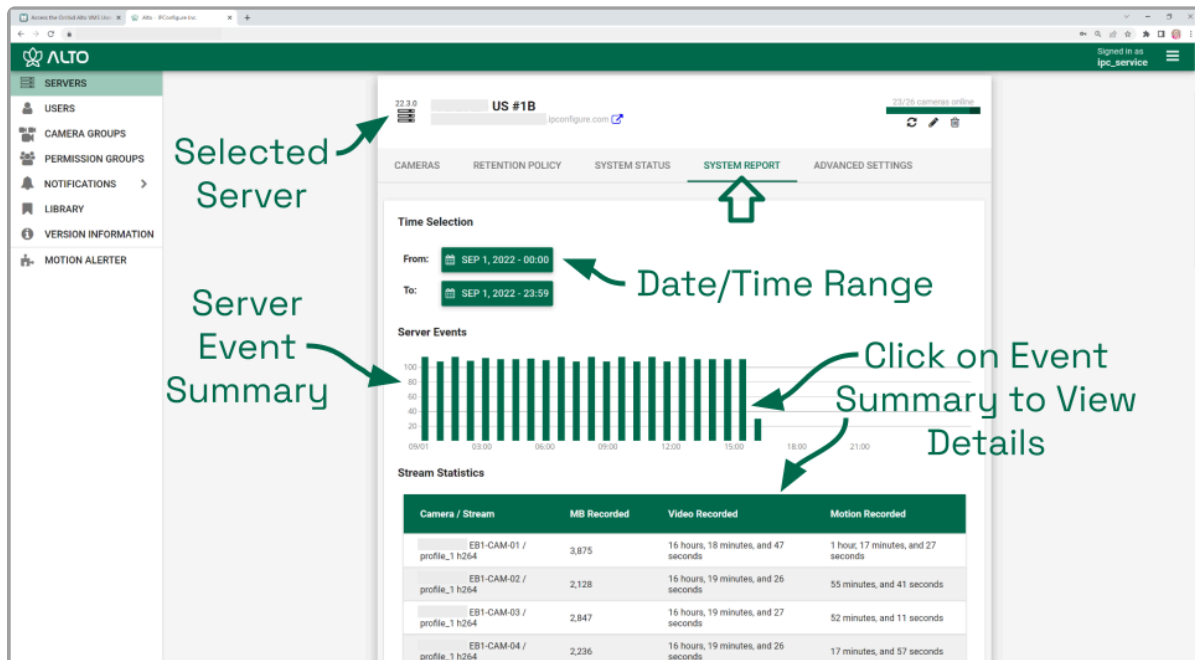 Access the Orchid Alto VMS Use
Alto - IPConfigure Inc.
ALTO
Signed in as
ipc_service
SERVERS
USERS
CAMERA GROUPS
PERMISSION GROUPS
NOTIFICATIONS
LIBRARY
VERSION INFORMATION
MOTION ALERTER
22.3.0
US #1B
.ipconfigure.com
23/26 cameras online
CAMERAS RETENTION POLICY SYSTEM STATUS SYSTEM REPORT ADVANCED SETTINGS
Selected
Server
Time Selection
From: SEP 1, 2022 - 00:00
To: SEP 1, 2022 - 23:59
Date/Time Range
Server
Event
Summary
Server Events
100
80
60
40
20
09/01 03:00 06:00 09:00 12:00 15:00 18:00 21:00
Click on Event
Summary to View
Details
Stream Statistics
Camera / Stream MB Recorded Video Recorded Motion Recorded
EB1-CAM-01 /
profile_1 h264
3,875
16 hours, 18 minutes, and 47
seconds
1 hour, 17 minutes, and 27
seconds
EB1-CAM-02 /
profile_1 h264
2,128
16 hours, 19 minutes, and 26
seconds
55 minutes, and 41 seconds
EB1-CAM-03 /
profile_1 h264
2,847
16 hours, 19 minutes, and 27
seconds
52 minutes, and 11 seconds
EB1-CAM-04 /
profile_1 h264
2,236
16 hours, 19 minutes, and 26
seconds
17 minutes, and 57 seconds